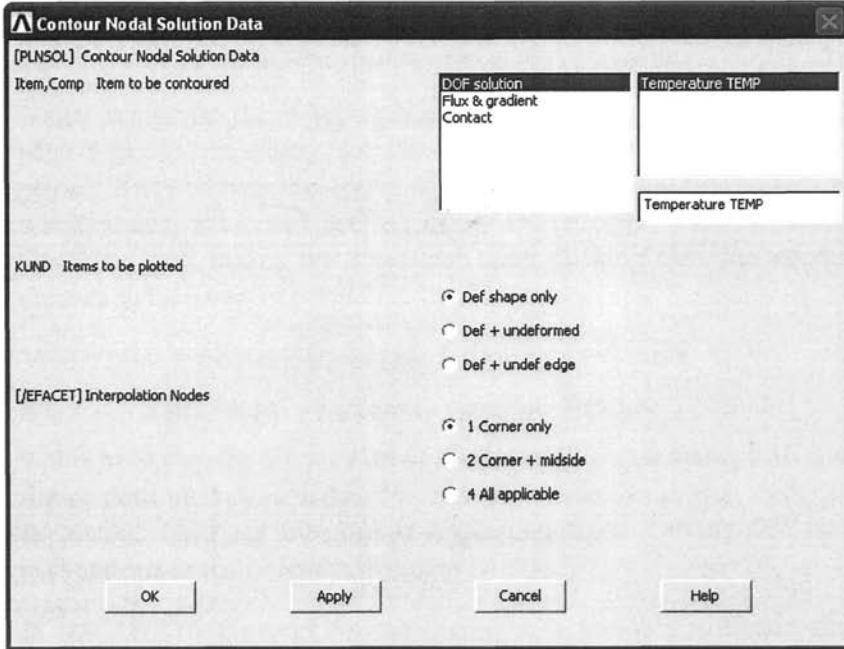 Contour Nodal Solution Data
[PLNSOL] Contour Nodal Solution Data
Item,Comp Item to be contoured
DOF solution
Flux & gradient
Contact
Temperature TEMP
Temperature TEMP
KUND Items to be plotted
Def shape only
Def + undeformed
Def + undef edge
[/EFACET] Interpolation Nodes
1 Corner only
2 Corner + midside
4 All applicable
OK
Apply
Cancel
Help